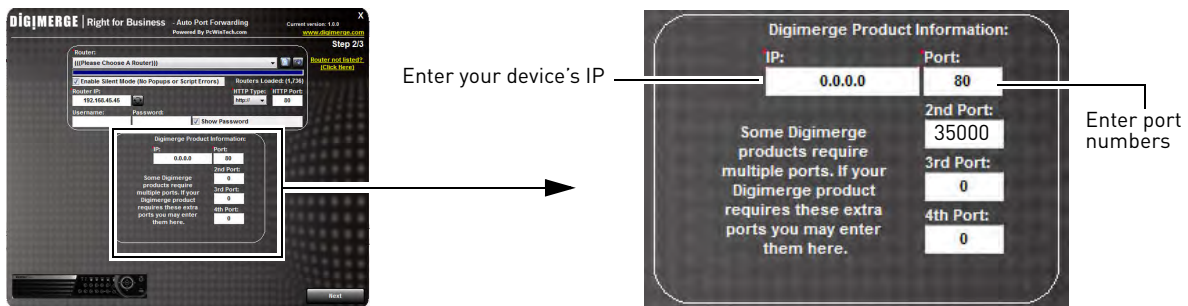 DIGIMERGE | Right for Business - Auto Port Forwarding
Powered By PcWinTech.com
Current version: 1.0.0
X
www.digimerge.com
Step 2/3
Router:
(((Please Choose A Router)))
Router not listed?
(Click Here)
Enable Silent Mode (No Popups or Script Errors)
Routers Loaded: (1,736)
Router IP:
HTTP Type:
HTTP Port:
192.168.45.45
http://
80
Username:
Password:
Show Password
Digimerge Product Information:
IP:
Port:
0.0.0.0
80
2nd Port:
0
3rd Port:
0
4th Port:
0
Some Digimerge
products require
multiple ports. If your
Digimerge product
requires these extra
ports you may enter
them here.
Next
Enter your device's IP
Digimerge Product Information:
IP:
Port:
0.0.0.0
80
2nd Port:
35000
3rd Port:
0
4th Port:
0
Some Digimerge
products require
multiple ports. If your
Digimerge product
requires these extra
ports you may enter
them here.
Enter port
numbers